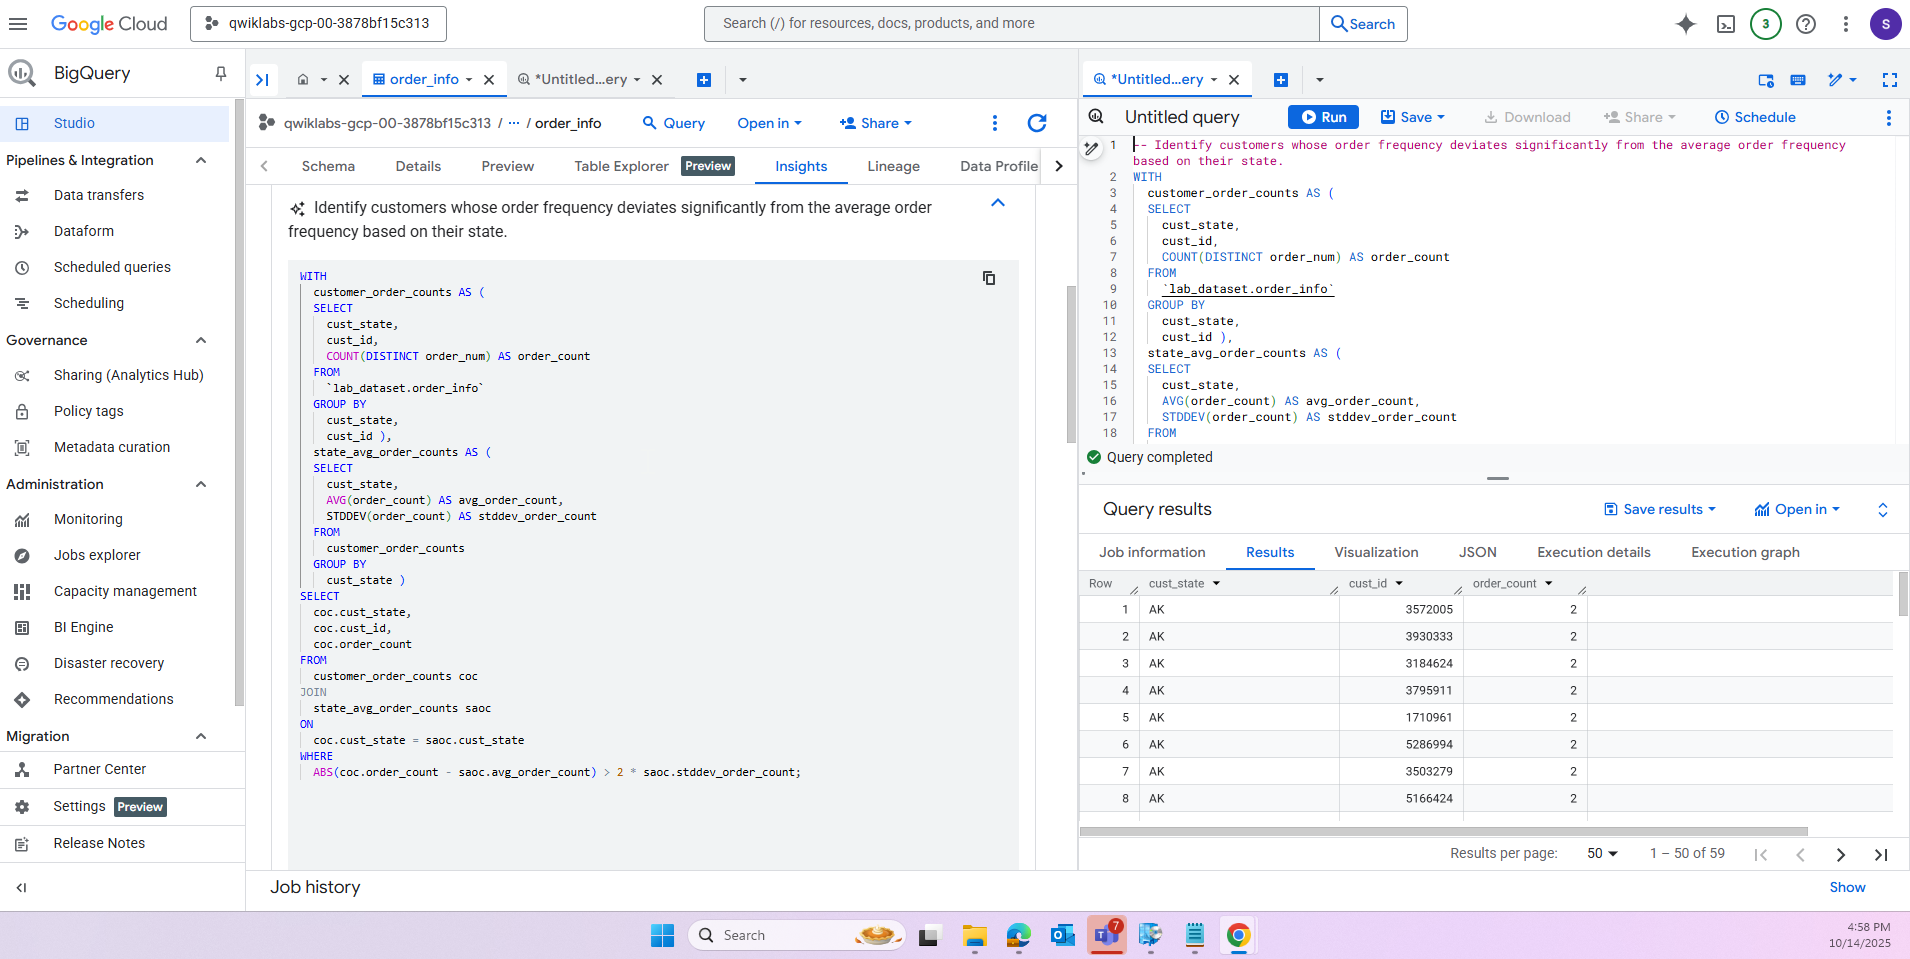 Google Cloud
qwiklabs-gcp-00-3878bf15c313
Search (/) for resources, docs, products, and more
Search
3
S
BigQuery
Studio
Pipelines & Integration
Data transfers
Dataform
Scheduled queries
Scheduling
Governance
Sharing (Analytics Hub)
Policy tags
Metadata curation
Administration
Monitoring
Jobs explorer
Capacity management
BI Engine
Disaster recovery
Recommendations
Migration
Partner Center
Settings Preview
Release Notes
order_info
*Untitled...ery
qwiklabs-gcp-00-3878bf15c313 / ... / order_info
Query
Open in
Share
Schema
Details
Preview
Table Explorer Preview
Insights
Lineage
Data Profile
Identify customers whose order frequency deviates significantly from the average order
frequency based on their state.
WITH
customer_order_counts AS (
SELECT
cust_state,
cust_id,
COUNT(DISTINCT order_num) AS order_count
FROM
`lab_dataset.order_info`
GROUP BY
cust_state,
cust_id ),
state_avg_order_counts AS (
SELECT
cust_state,
AVG(order_count) AS avg_order_count,
STDDEV(order_count) AS stddev_order_count
FROM
customer_order_counts
GROUP BY
cust_state )
SELECT
coc.cust_state,
coc.cust_id,
coc.order_count
FROM
customer_order_counts coc
JOIN
state_avg_order_counts saoc
ON
coc.cust_state = saoc.cust_state
WHERE
ABS(coc.order_count - saoc.avg_order_count) > 2 * saoc.stddev_order_count;
*Untitled...ery
Untitled query
Run
Save
Download
Share
Schedule
1 -- Identify customers whose order frequency deviates significantly from the average order frequency
based on their state.
2 WITH
3 customer_order_counts AS (
4 SELECT
5 cust_state,
6 cust_id,
7 COUNT(DISTINCT order_num) AS order_count
8 FROM
9 `lab_dataset.order_info`
10 GROUP BY
11 cust_state,
12 cust_id ),
13 state_avg_order_counts AS (
14 SELECT
15 cust_state,
16 AVG(order_count) AS avg_order_count,
17 STDDEV(order_count) AS stddev_order_count
18 FROM
Query completed
Query results
Save results
Open in
Job information
Results
Visualization
JSON
Execution details
Execution graph
Row cust_state cust_id order_count
1 AK 3572005 2
2 AK 3930333 2
3 AK 3184624 2
4 AK 3795911 2
5 AK 1710961 2
6 AK 5286994 2
7 AK 3503279 2
8 AK 5166424 2
Results per page: 50 1 – 50 of 59
Job history
Show
Search
7
4:58 PM
10/14/2025